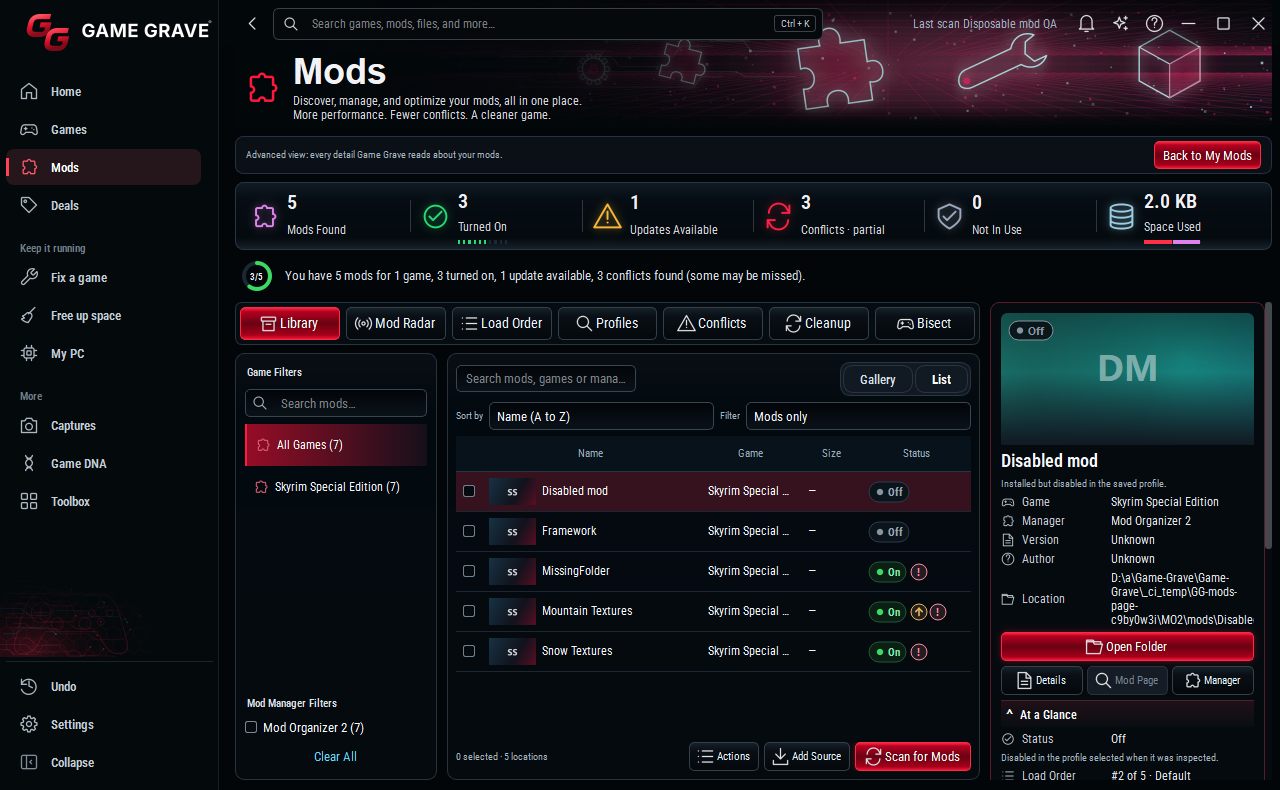 GG GAME GRAVE
Search games, mods, files, and more...
Ctrl + K
Last scan Disposable mod QA
Mods
Discover, manage, and optimize your mods, all in one place.
More performance. Fewer conflicts. A cleaner game.
Home
Games
Mods
Deals
Keep it running
Fix a game
Free up space
My PC
More
Captures
Game DNA
Toolbox
Undo
Settings
Collapse
Advanced view: every detail Game Grave reads about your mods.
Back to My Mods
5
Mods Found
3
Turned On
1
Updates Available
3
Conflicts · partial
0
Not In Use
2.0 KB
Space Used
3/5
You have 5 mods for 1 game, 3 turned on, 1 update available, 3 conflicts found (some may be missed).
Library
Mod Radar
Load Order
Profiles
Conflicts
Cleanup
Bisect
Game Filters
Search mods...
All Games (7)
Skyrim Special Edition (7)
Mod Manager Filters
Mod Organizer 2 (7)
Clear All
Search mods, games or mana...
Gallery
List
Sort by
Name (A to Z)
Filter
Mods only
Name Game Size Status
SS Disabled mod Skyrim Special ... – Off
SS Framework Skyrim Special ... – Off
SS MissingFolder Skyrim Special ... – On !
SS Mountain Textures Skyrim Special ... – On !
SS Snow Textures Skyrim Special ... – On !
0 selected · 5 locations
Actions
Add Source
Scan for Mods
Off
DM
Disabled mod
Installed but disabled in the saved profile.
Game Skyrim Special Edition
Manager Mod Organizer 2
Version Unknown
Author Unknown
Location
D:\a\Game-Grave\Game-
Grave\_ci_temp\GG-mods-
page-
c9by0w3i\MO2\mods\Disable
Open Folder
Details
Mod Page
Manager
At a Glance
Status Off
Disabled in the profile selected when it was inspected.
Load Order #2 of 5 · Default